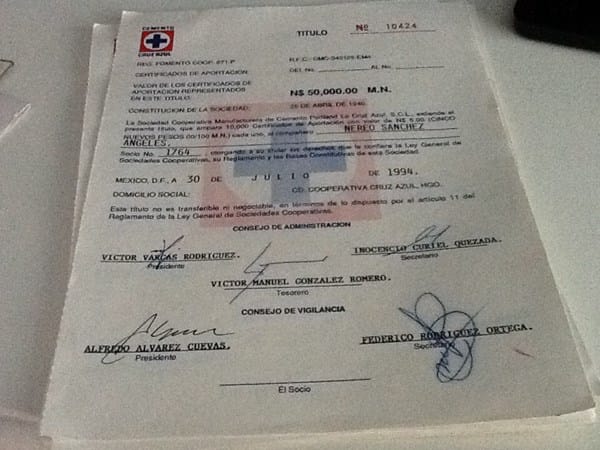 CEMENTO
CRUZ AZUL
TITULO
Nº 10424
REG. FOMENTO COOP. 871-P
R.F.C.: CMC-540125-EM4
CERTIFICADOS DE APORTACION:
DEL No. AL No.
VALOR DE LOS CERTIFICADOS DE
APORTACION REPRESENTADOS
EN ESTE TITULO:
N$ 50,000.00 M.N.
CONSTITUCION DE LA SOCIEDAD:
DE ABRIL DE
La Sociedad Cooperativa Manufacturera de Cemento Portland La Cruz Azul, S.C.L., extiende el
presente título, que ampara 10,000 Certificados de Aportación con valor de N$ 5.00 (CINCO
NUEVOS PESOS 00/100 M.N.) cada uno, al compañero NEREO SANCHEZ
ANGELES,
Socio No. 1764 otorgando a su titular los derechos que le confiere la Ley General de
Sociedades Cooperativas, su Reglamento y las Bases Constitutivas de esta Sociedad.
MEXICO, D.F., A 30 DE JULIO DE 1994.
DOMICILIO SOCIAL: CD. COOPERATIVA CRUZ AZUL, HGO.
Este título no es transferible ni negociable, en términos de lo dispuesto por el artículo 11 del
Reglamento de la Ley General de Sociedades Cooperativas.
CONSEJO DE ADMINISTRACION
VICTOR VARGAS RODRIGUEZ.
Presidente
INOCENCIO CURIEL QUEZADA.
Secretario
VICTOR MANUEL GONZALEZ ROMERO.
Tesorero
CONSEJO DE VIGILANCIA
ALFREDO ALVAREZ CUEVAS.
Presidente
FEDERICO RODRIGUEZ ORTEGA.
Secretario
El Socio